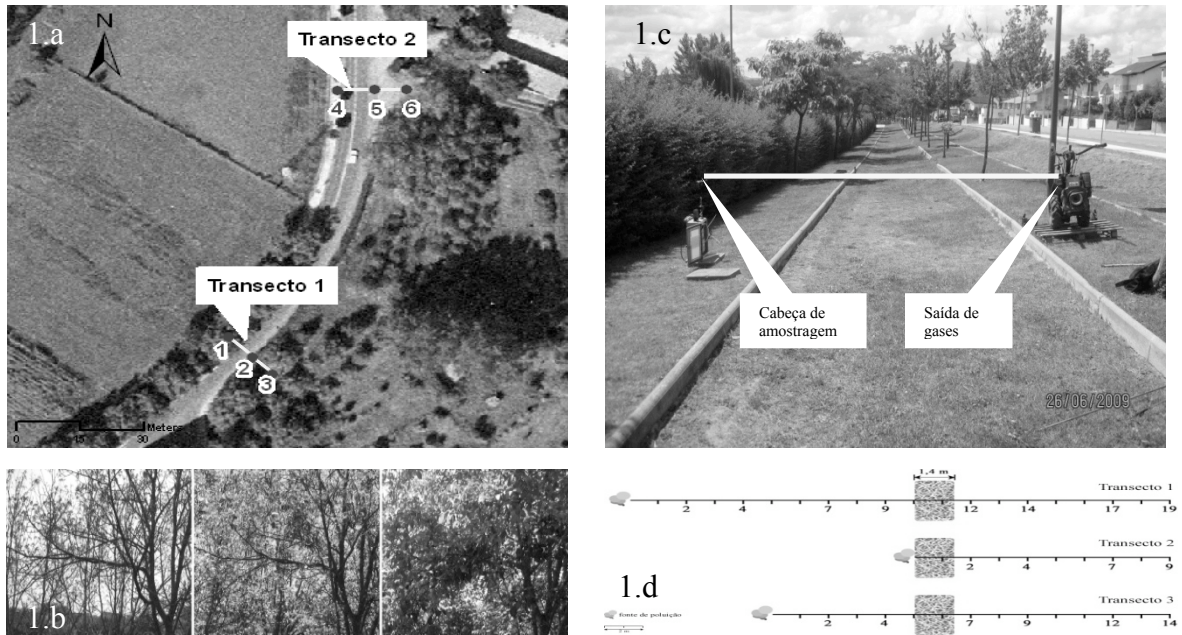 1.a
N
Transecto 2
4 5 6
Transecto 1
1
2
3
0 15 30
Meters
1.b
1.c
Cabeça de
amostragem
Saída de
gases
26/06/2009
1,4 m
Transecto 1
2 4 7 9 12 14 17 19
Transecto 2
2 4 7 9
Transecto 3
2 4 7 9 12 14
fonte de poluição
2 m
1.d